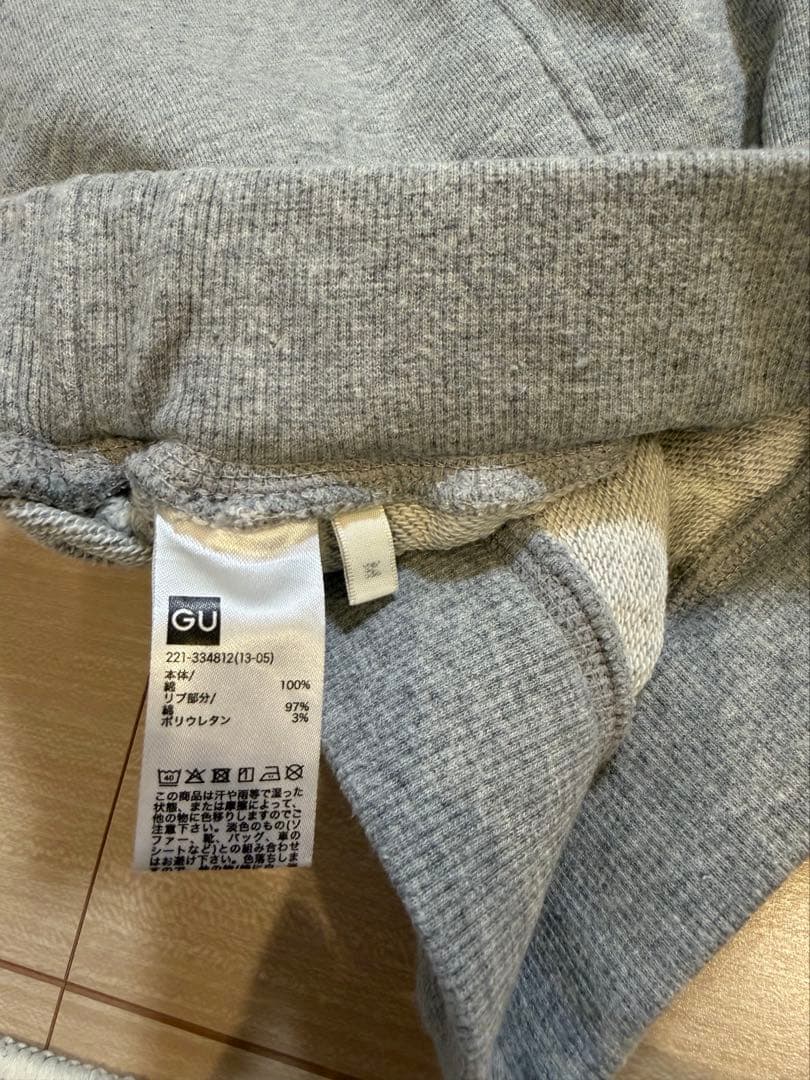 GU
221-334812(13-05)
本体/
綿 100%
リブ部分/
綿 97%
ポリウレタン 3%
40
この商品は汗や雨等で湿った
状態、または摩擦によって、
他の物に色移りしますのでご
注意下さい。淡色のもの(ソ
ファー、靴、バッグ、車の
シートなど)との組み合わせ
はお避け下さい。色落ちしま